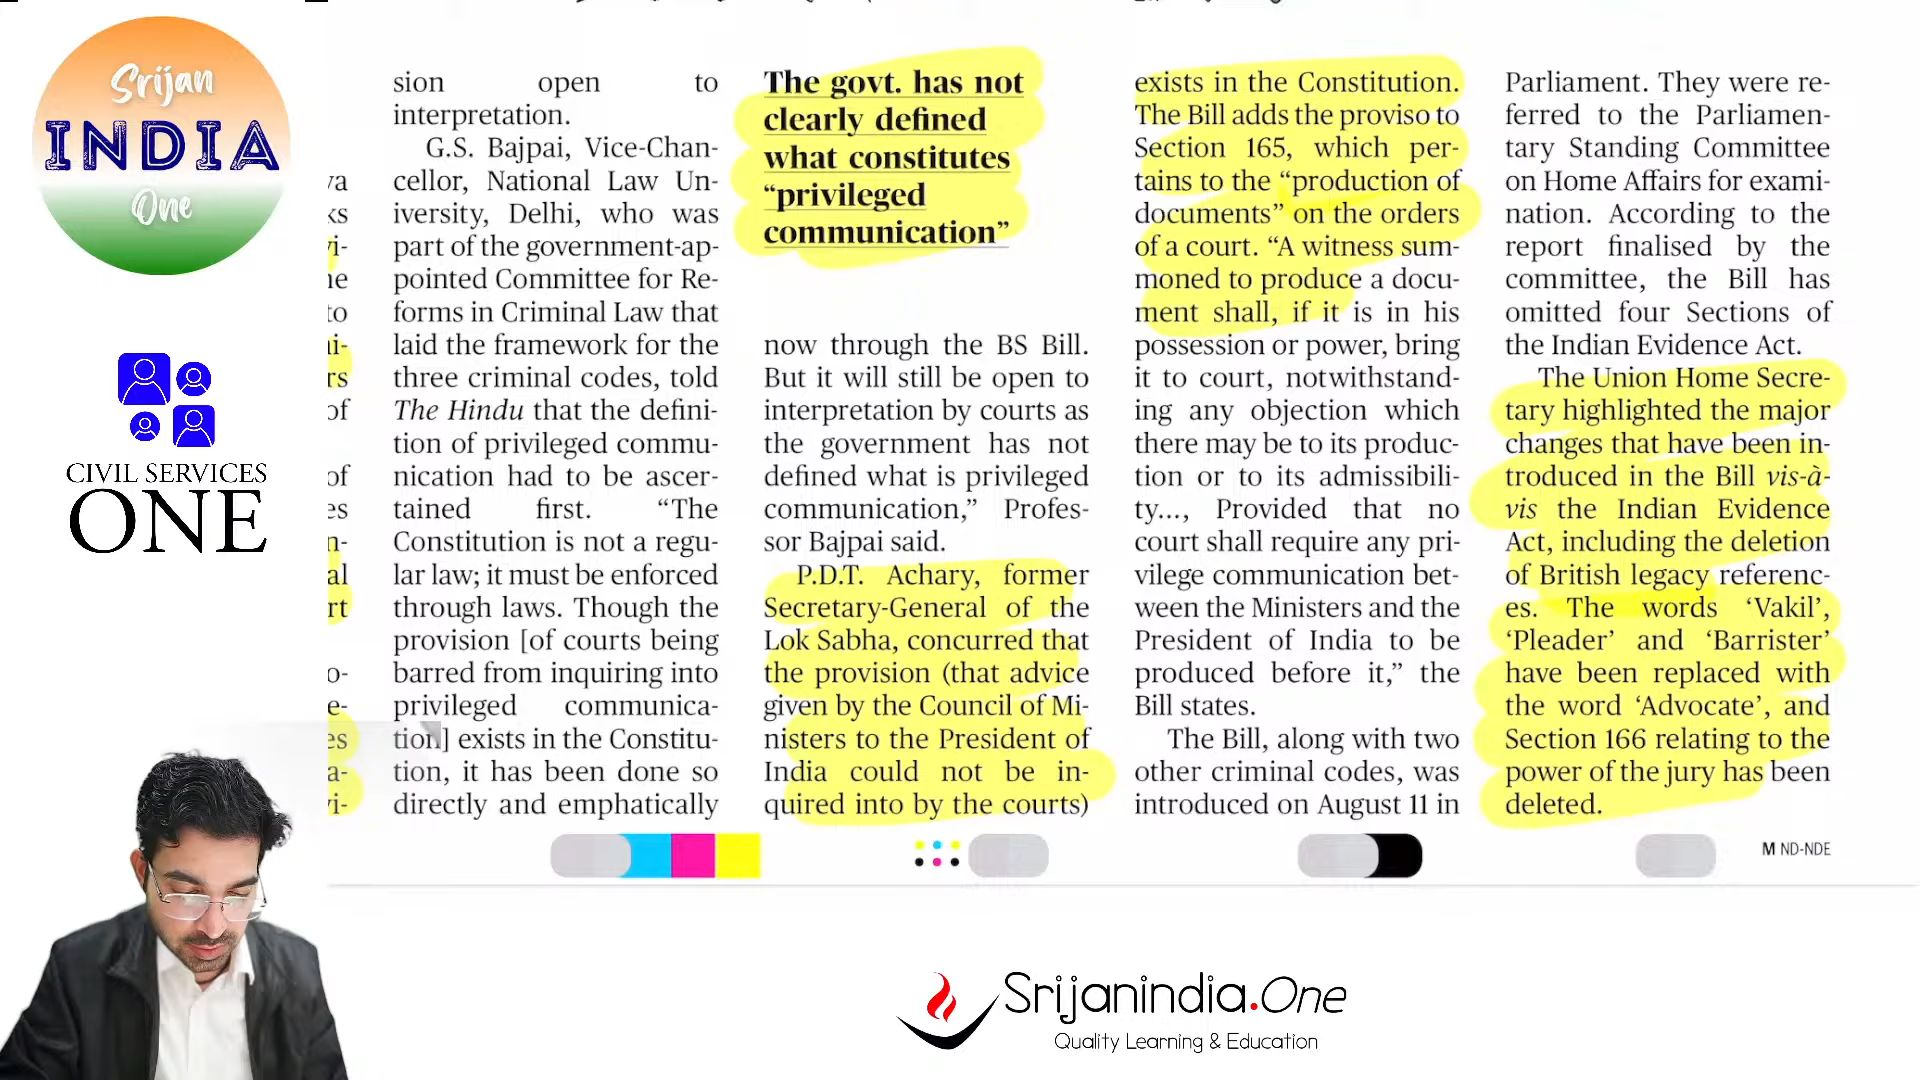 Srijan
INDIA
One
CIVIL SERVICES
ONE
to
of
of
sion open to
interpretation.
G.S. Bajpai, Vice-Chan-
cellor, National Law Un-
iversity, Delhi, who was
part of the government-ap-
pointed Committee for Re-
forms in Criminal Law that
laid the framework for the
three criminal codes, told
The Hindu that the defini-
tion of privileged commu-
nication had to be ascer-
tained first. “The
Constitution is not a regu-
lar law; it must be enforced
through laws. Though the
provision [of courts being
barred from inquiring into
privileged communica-
tion] exists in the Constitu-
tion, it has been done so
directly and emphatically
The govt. has not
clearly defined
what constitutes
“privileged
communication”
now through the BS Bill.
But it will still be open to
interpretation by courts as
the government has not
defined what is privileged
communication,” Profes-
sor Bajpai said.
P.D.T. Achary, former
Secretary-General of the
Lok Sabha, concurred that
the provision (that advice
given by the Council of Mi-
nisters to the President of
India could not be in-
quired into by the courts)
exists in the Constitution.
The Bill adds the proviso to
Section 165, which per-
tains to the “production of
documents” on the orders
of a court. “A witness sum-
moned to produce a docu-
ment shall, if it is in his
possession or power, bring
it to court, notwithstand-
ing any objection which
there may be to its produc-
tion or to its admissibili-
ty..., Provided that no
court shall require any pri-
vilege communication bet-
ween the Ministers and the
President of India to be
produced before it,” the
Bill states.
The Bill, along with two
other criminal codes, was
introduced on August 11 in
Parliament. They were re-
ferred to the Parliamen-
tary Standing Committee
on Home Affairs for exami-
nation. According to the
report finalised by the
committee, the Bill has
omitted four Sections of
the Indian Evidence Act.
The Union Home Secre-
tary highlighted the major
changes that have been in-
troduced in the Bill vis-à-
vis the Indian Evidence
Act, including the deletion
of British legacy referenc-
es. The words ‘Vakil’,
‘Pleader’ and ‘Barrister’
have been replaced with
the word ‘Advocate’, and
Section 166 relating to the
power of the jury has been
deleted.
M ND-NDE
Srijanindia.One
Quality Learning & Education